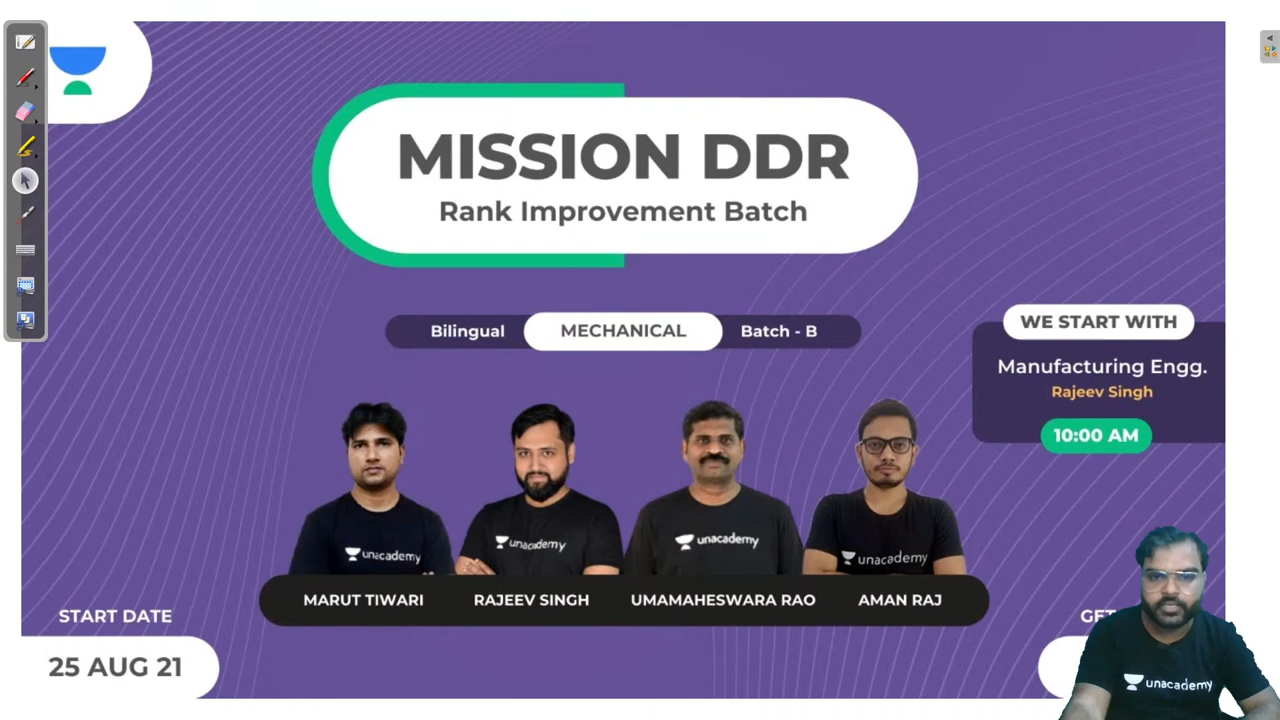 MISSION DDR
Rank Improvement Batch
Bilingual MECHANICAL Batch - B
WE START WITH
Manufacturing Engg.
Rajeev Singh
10:00 AM
unacademy unacademy unacademy unacademy
MARUT TIWARI RAJEEV SINGH UMAMAHESWARA RAO AMAN RAJ
START DATE
25 AUG 21
GET
unacademy